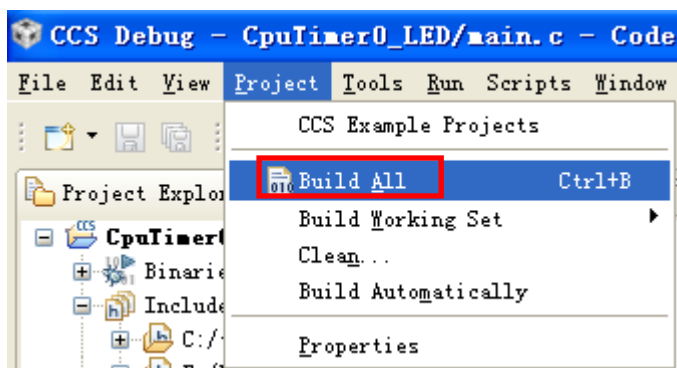 CCS Debug - CpuTimer0_LED/main.c - Code
File Edit View Project Tools Run Scripts Window
CCS Example Projects
Build All Ctrl+B
Project Explo
Build Working Set
CpuTimer
Clean...
Binarie
Build Automatically
Include
C:/
Properties